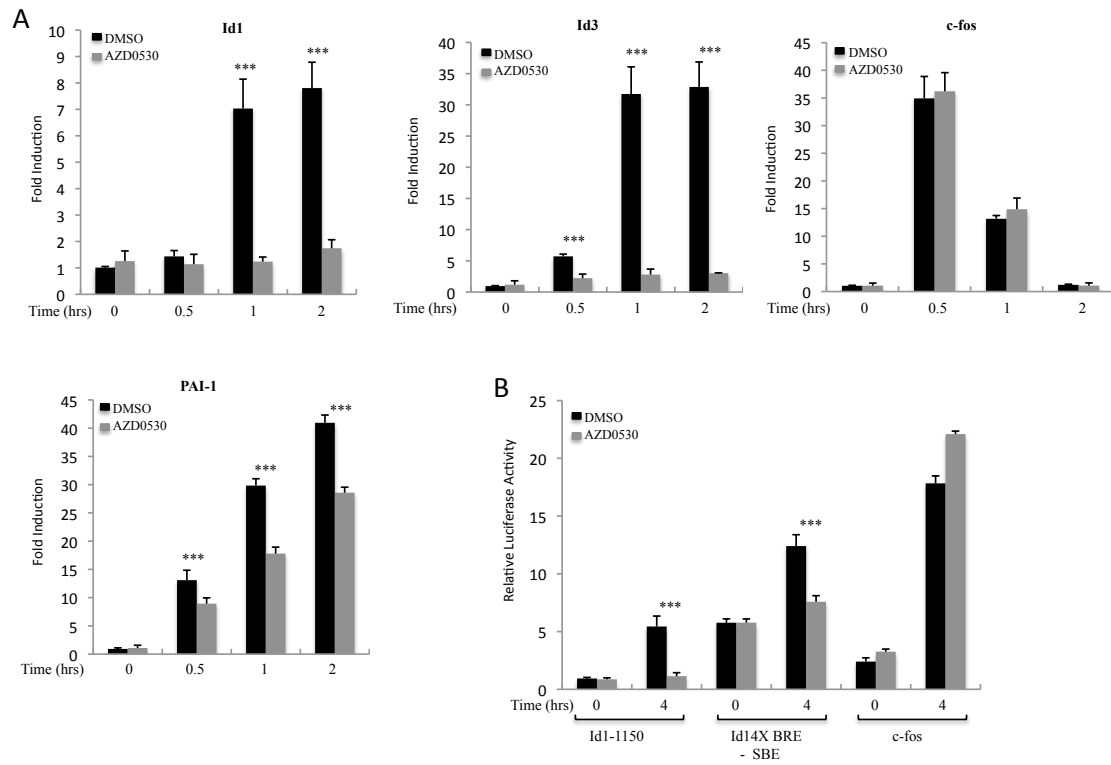 A
Id1
DMSO
AZD0530
***
***
Fold Induction
10
9
8
7
6
5
4
3
2
1
0
Time (hrs) 0 0.5 1 2
Id3
DMSO
AZD0530
***
***
***
Fold Induction
40
35
30
25
20
15
10
5
0
Time (hrs) 0 0.5 1 2
c-fos
DMSO
AZD0530
Fold Induction
45
40
35
30
25
20
15
10
5
0
Time (hrs) 0 0.5 1 2
PAI-1
DMSO
AZD0530
***
***
***
Fold Induction
45
40
35
30
25
20
15
10
5
0
Time (hrs) 0 0.5 1 2
B
DMSO
AZD0530
***
***
Relative Luciferase Activity
25
20
15
10
5
0
Time (hrs) 0 4 0 4 0 4
Id1-1150
Id14X BRE
- SBE
c-fos